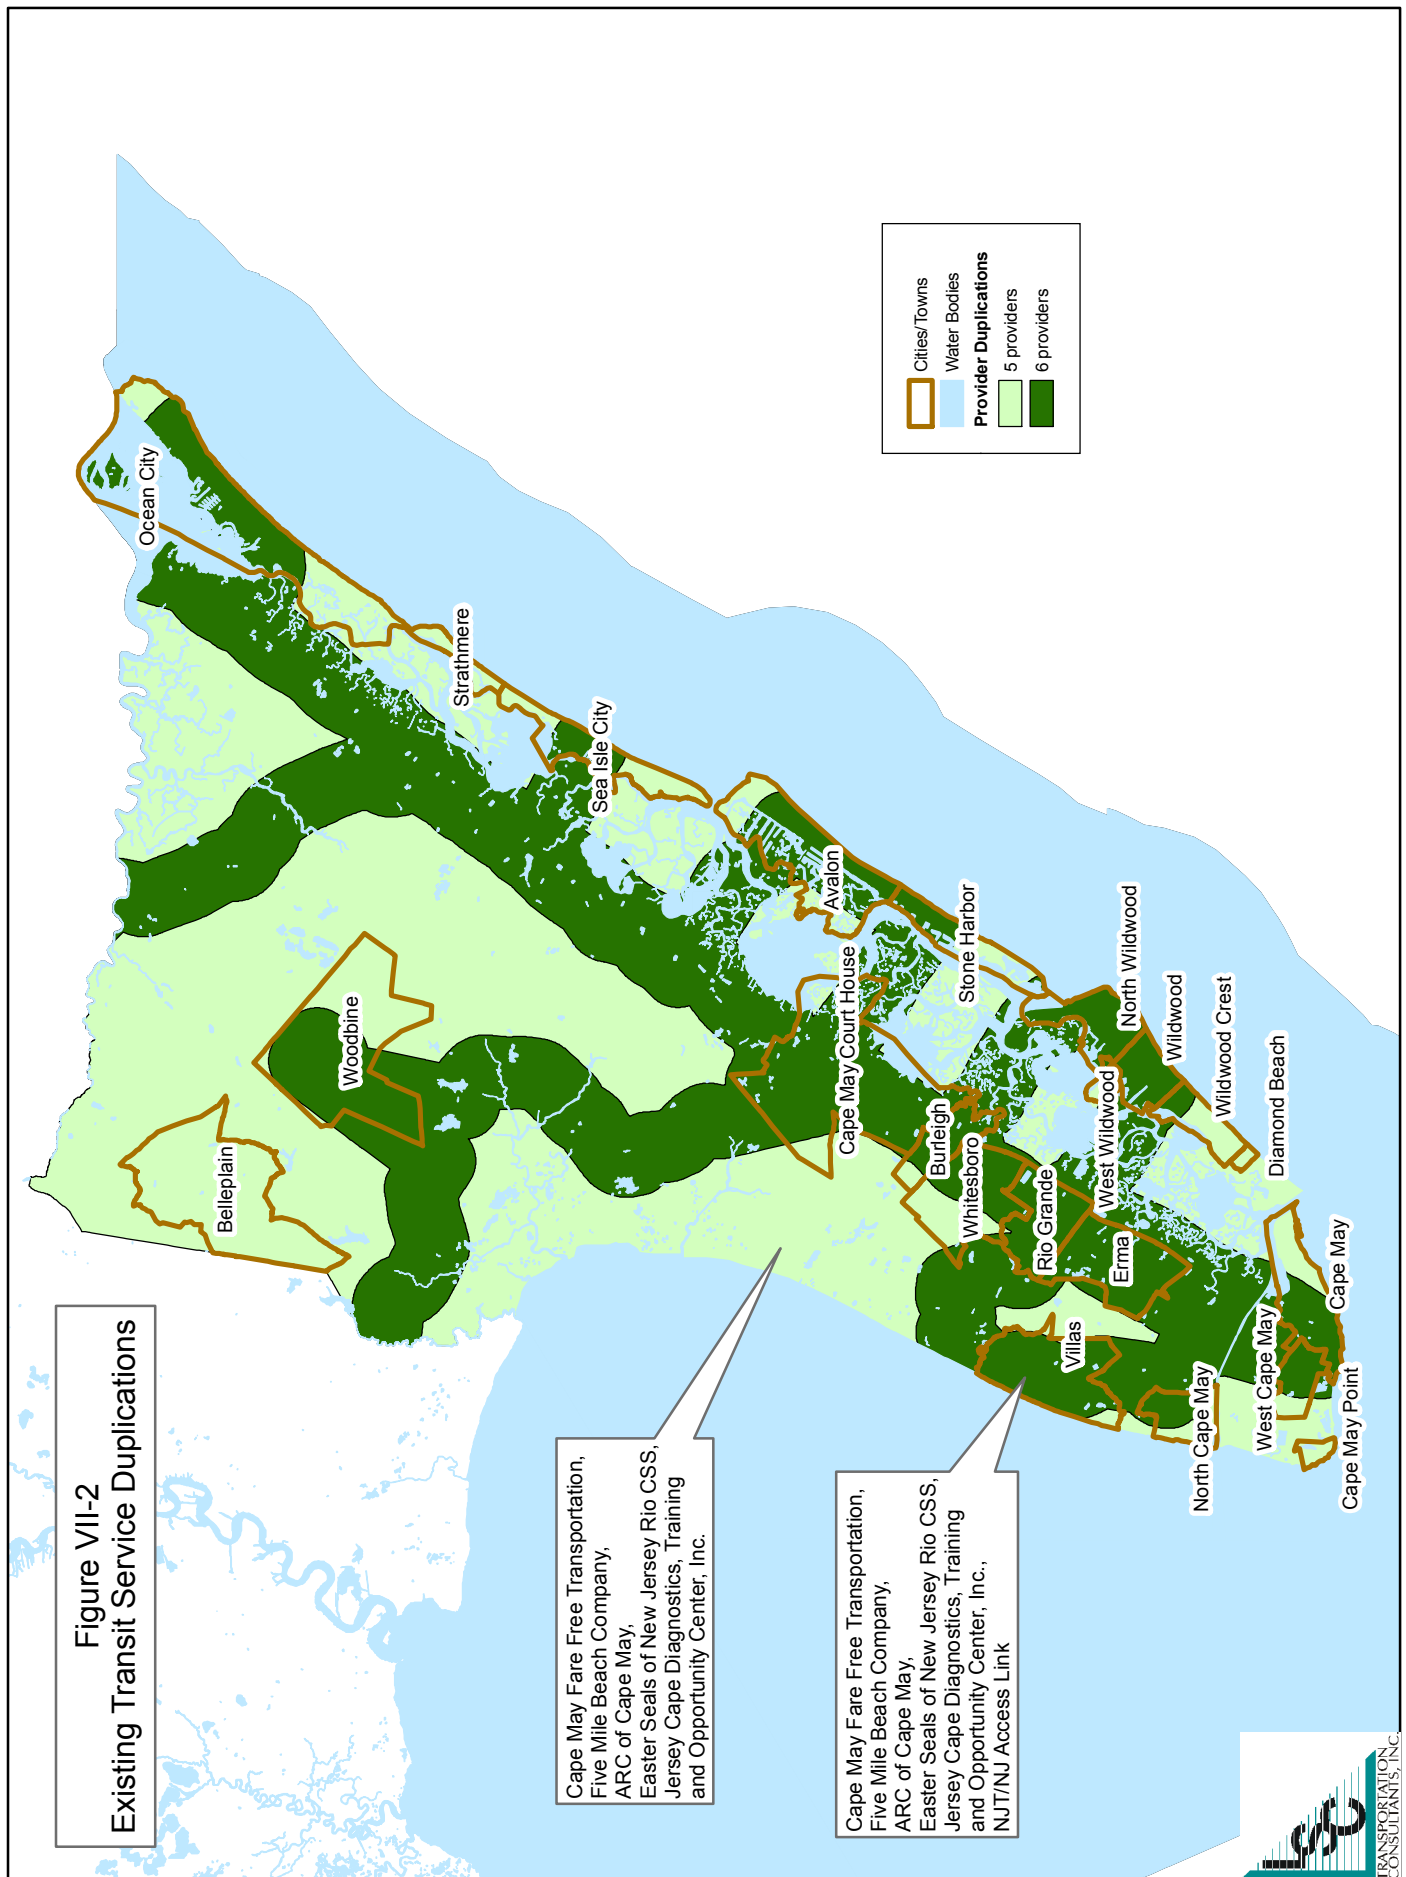 Figure VII-2
Existing Transit Service Duplications
Ocean City
Strathmere
Sea Isle City
Avalon
Stone Harbor
North Wildwood
Wildwood
Wildwood Crest
Diamond Beach
Woodbine
Belleplain
Cape May Court House
Burleigh
Whitesboro
West Wildwood
Rio Grande
Erma
Villas
Cape May
West Cape May
North Cape May
Cape May Point
Cities/Towns
Water Bodies
Provider Duplications
5 providers
6 providers
Cape May Fare Free Transportation,
Five Mile Beach Company,
ARC of Cape May,
Easter Seals of New Jersey Rio CSS,
Jersey Cape Diagnostics, Training
and Opportunity Center, Inc.
Cape May Fare Free Transportation,
Five Mile Beach Company,
ARC of Cape May,
Easter Seals of New Jersey Rio CSS,
Jersey Cape Diagnostics, Training
and Opportunity Center, Inc.,
NJT/NJ Access Link
LSC
TRANSPORTATION
CONSULTANTS, INC.